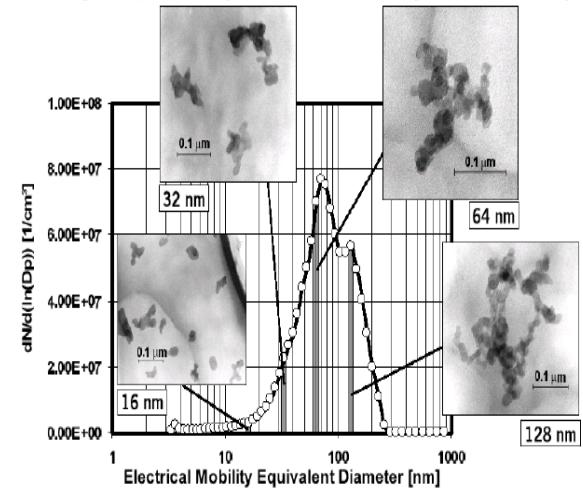 0.1 µm
32 nm
0.1 µm
64 nm
0.1 µm
16 nm
0.1 µm
128 nm
dN/d(ln(Dp)) [1/cm³]
1.00E+08
8.00E+07
6.00E+07
4.00E+07
2.00E+07
0.00E+00
1
10
100
1000
Electrical Mobility Equivalent Diameter [nm]